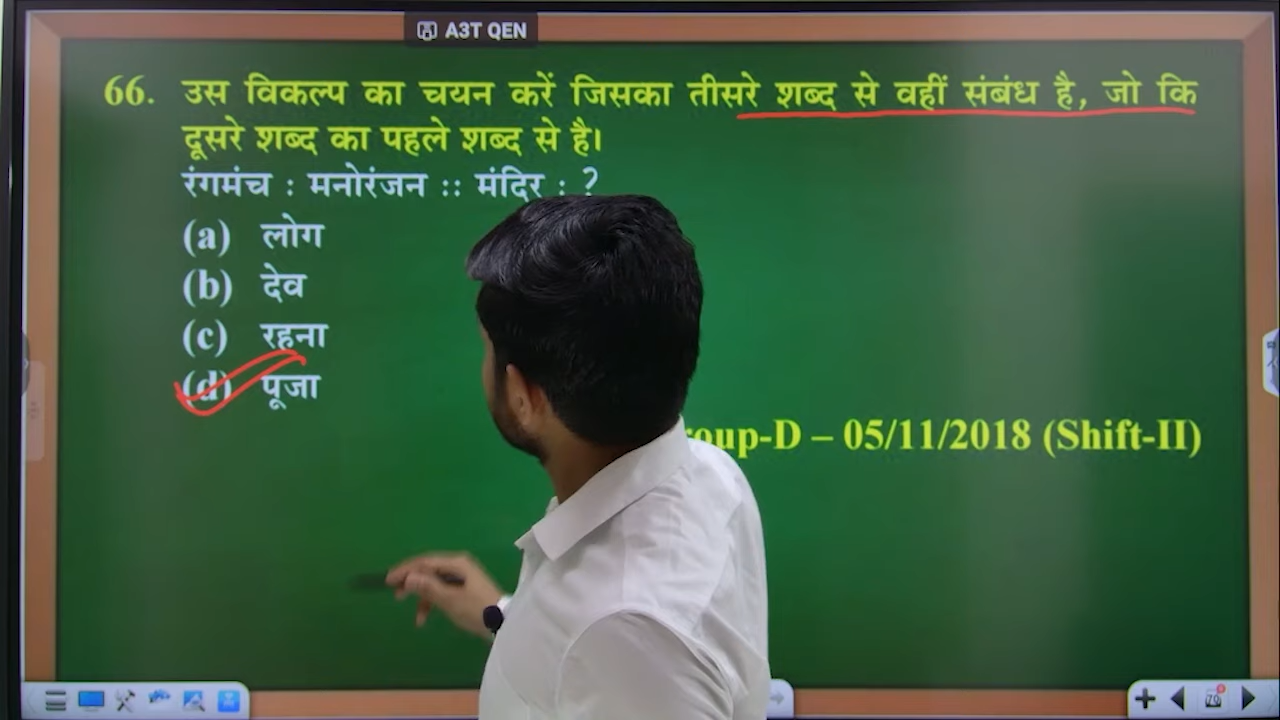 A3T QEN
66. उस विकल्प का चयन करें जिसका तीसरे शब्द से वहीं संबंध है, जो कि
दूसरे शब्द का पहले शब्द से है।
रंगमंच : मनोरंजन :: मंदिर : ?
(a) लोग
(b) देव
(c) रहना
(d) पूजा
oup-D – 05/11/2018 (Shift-II)